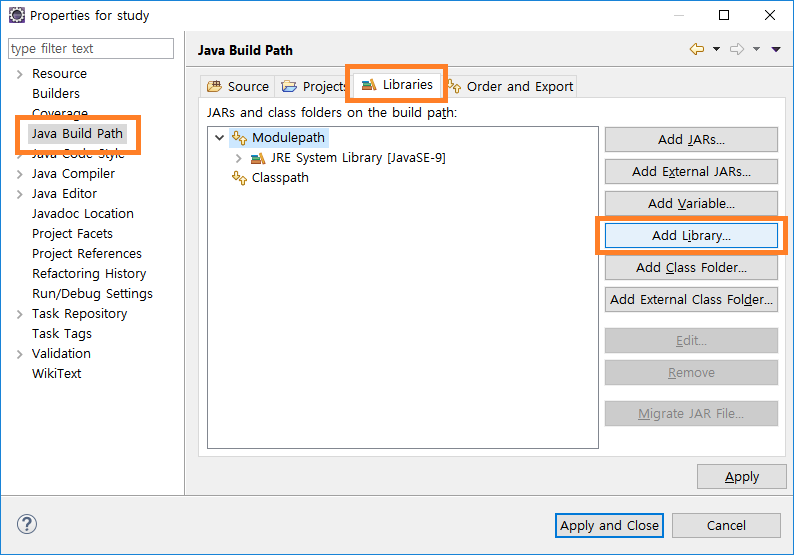 Properties for study
type filter text
Resource
Builders
Coverage
Java Build Path
Java Code Style
Java Compiler
Java Editor
Javadoc Location
Project Facets
Project References
Refactoring History
Run/Debug Settings
Task Repository
Task Tags
Validation
WikiText
Java Build Path
Source
Projects
Libraries
Order and Export
JARs and class folders on the build path:
Modulepath
JRE System Library [JavaSE-9]
Classpath
Add JARs...
Add External JARs...
Add Variable...
Add Library...
Add Class Folder...
Add External Class Folder...
Edit...
Remove
Migrate JAR File...
Apply
?
Apply and Close
Cancel